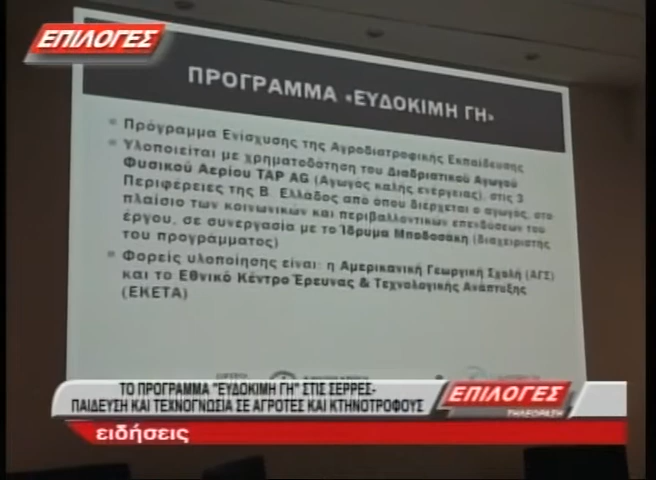 ΕΠΙΛΟΓΕΣ
ΠΡΟΓΡΑΜΜΑ «ΕΥΔΟΚΙΜΗ ΓΗ»
Πρόγραμμα Ενίσχυσης της Αγροδιατροφικής Εκπαίδευσης
Υλοποιείται με χρηματοδότηση του Διαδριατικού Αγωγού
Φυσικού Αερίου TAP AG (Αγωγός καλής ενέργειας), στις 3
Περιφέρειες της Β. Ελλάδος από όπου διέρχεται ο αγωγός, στο
πλαίσιο των κοινωνικών και περιβαλλοντικών επενδύσεων του
έργου, σε συνεργασία με το Ίδρυμα Μποδοσάκη (διαχειριστής
του προγράμματος)
Φορείς υλοποίησης είναι: η Αμερικανική Γεωργική Σχολή (ΑΓΣ)
και το Εθνικό Κέντρο Έρευνας & Τεχνολογικής Ανάπτυξης
(ΕΚΕΤΑ)
ΤΟ ΠΡΟΓΡΑΜΜΑ "ΕΥΔΟΚΙΜΗ ΓΗ" ΣΤΙΣ ΣΕΡΡΕΣ-
ΠΑΙΔΕΥΣΗ ΚΑΙ ΤΕΧΝΟΓΝΩΣΙΑ ΣΕ ΑΓΡΟΤΕΣ ΚΑΙ ΚΤΗΝΟΤΡΟΦΟΥΣ
ΕΠΙΛΟΓΕΣ
ΤΗΛΕΟΡΑΣΗ
ειδήσεις